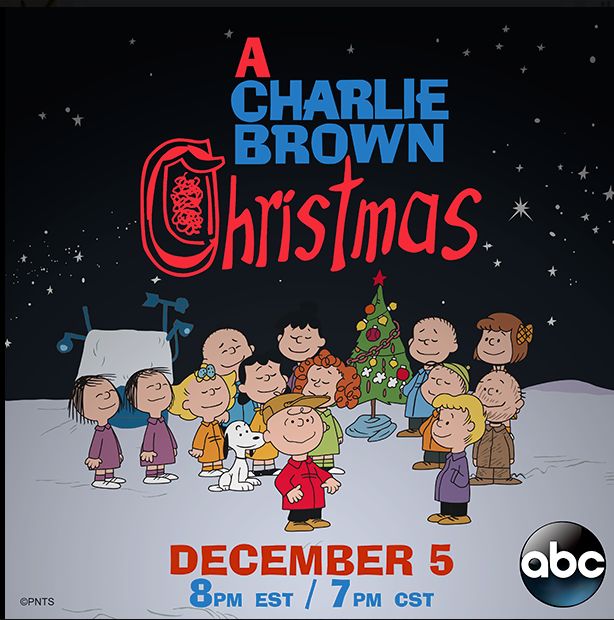 A
CHARLIE
BROWN
Christmas
DECEMBER 5
8PM EST / 7PM CST
abc
©PNTS